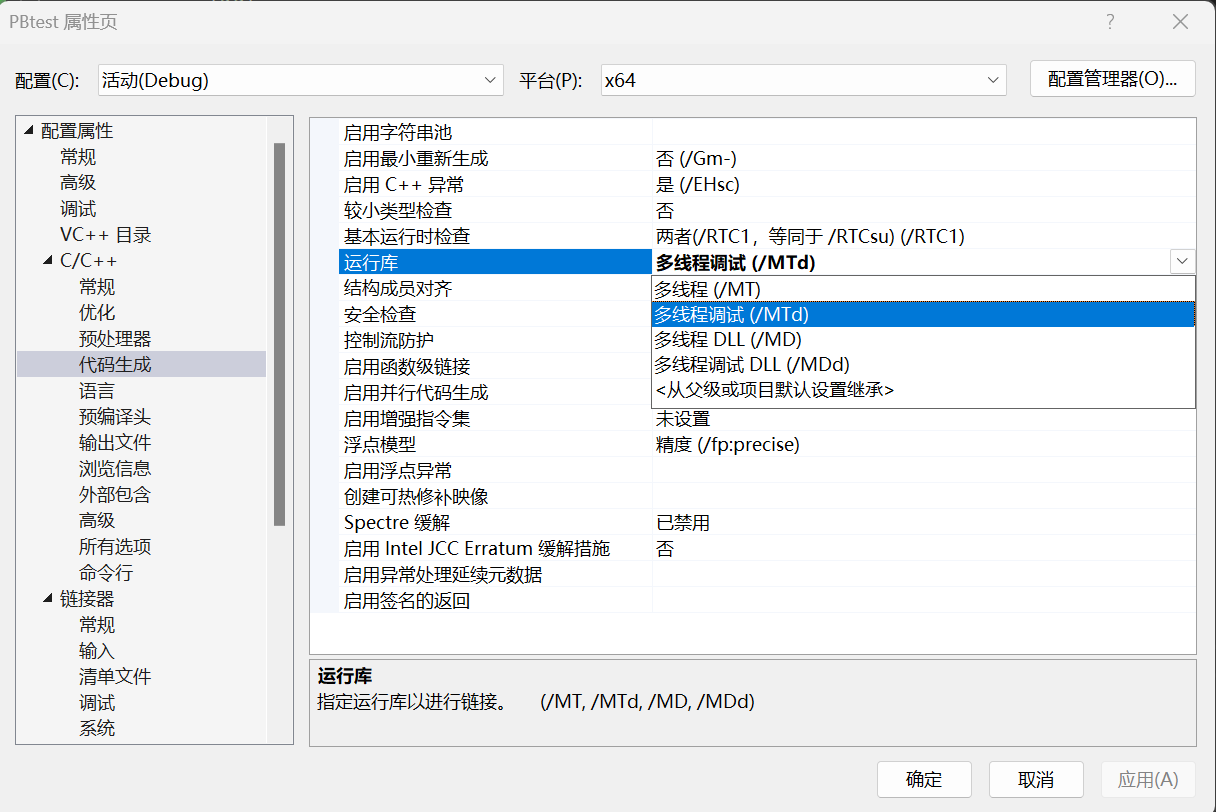 PBtest 属性页
配置(C): 活动(Debug) 平台(P): x64 配置管理器(O)...
配置属性
常规
高级
调试
VC++ 目录
C/C++
常规
优化
预处理器
代码生成
语言
预编译头
输出文件
浏览信息
外部包含
高级
所有选项
命令行
链接器
常规
输入
清单文件
调试
系统
启用字符串池
启用最小重新生成 否 (/Gm-)
启用 C++ 异常 是 (/EHsc)
较小类型检查 否
基本运行时检查 两者(/RTC1，等同于 /RTCsu) (/RTC1)
运行库 多线程调试 (/MTd)
结构成员对齐
安全检查
控制流防护
启用函数级链接
启用并行代码生成
启用增强指令集 未设置
浮点模型 精度 (/fp:precise)
启用浮点异常
创建可热修补映像
Spectre 缓解 已禁用
启用 Intel JCC Erratum 缓解措施 否
启用异常处理延续元数据
启用签名的返回
多线程 (/MT)
多线程调试 (/MTd)
多线程 DLL (/MD)
多线程调试 DLL (/MDd)
<从父级或项目默认设置继承>
运行库
指定运行库以进行链接。 (/MT, /MTd, /MD, /MDd)
确定 取消 应用(A)